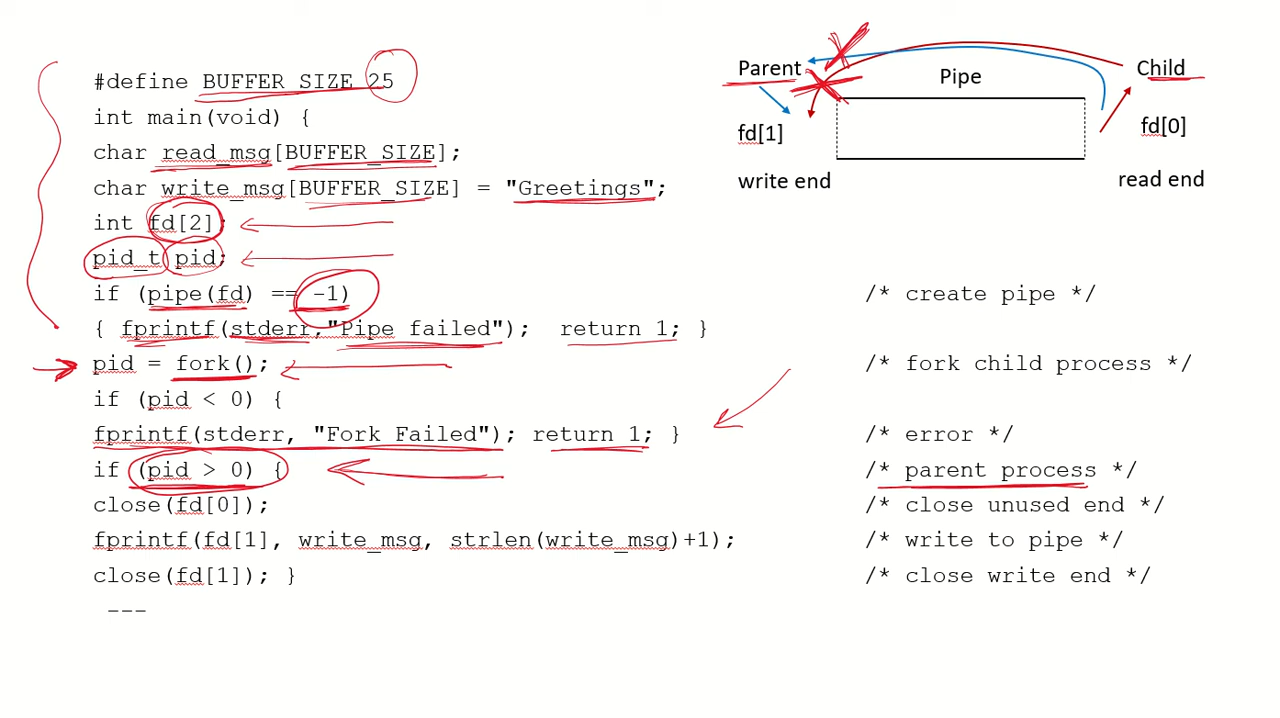 #define BUFFER_SIZE 25
int main(void) {
char read_msg[BUFFER_SIZE];
char write_msg[BUFFER_SIZE] = "Greetings";
int fd[2];
pid_t pid;
if (pipe(fd) == -1) /* create pipe */
{ fprintf(stderr,"Pipe failed"); return 1; }
pid = fork(); /* fork child process */
if (pid < 0) {
fprintf(stderr, "Fork Failed"); return 1; } /* error */
if (pid > 0) { /* parent process */
close(fd[0]); /* close unused end */
fprintf(fd[1], write_msg, strlen(write_msg)+1); /* write to pipe */
close(fd[1]); } /* close write end */
---
Parent Pipe Child
fd[1] fd[0]
write end read end